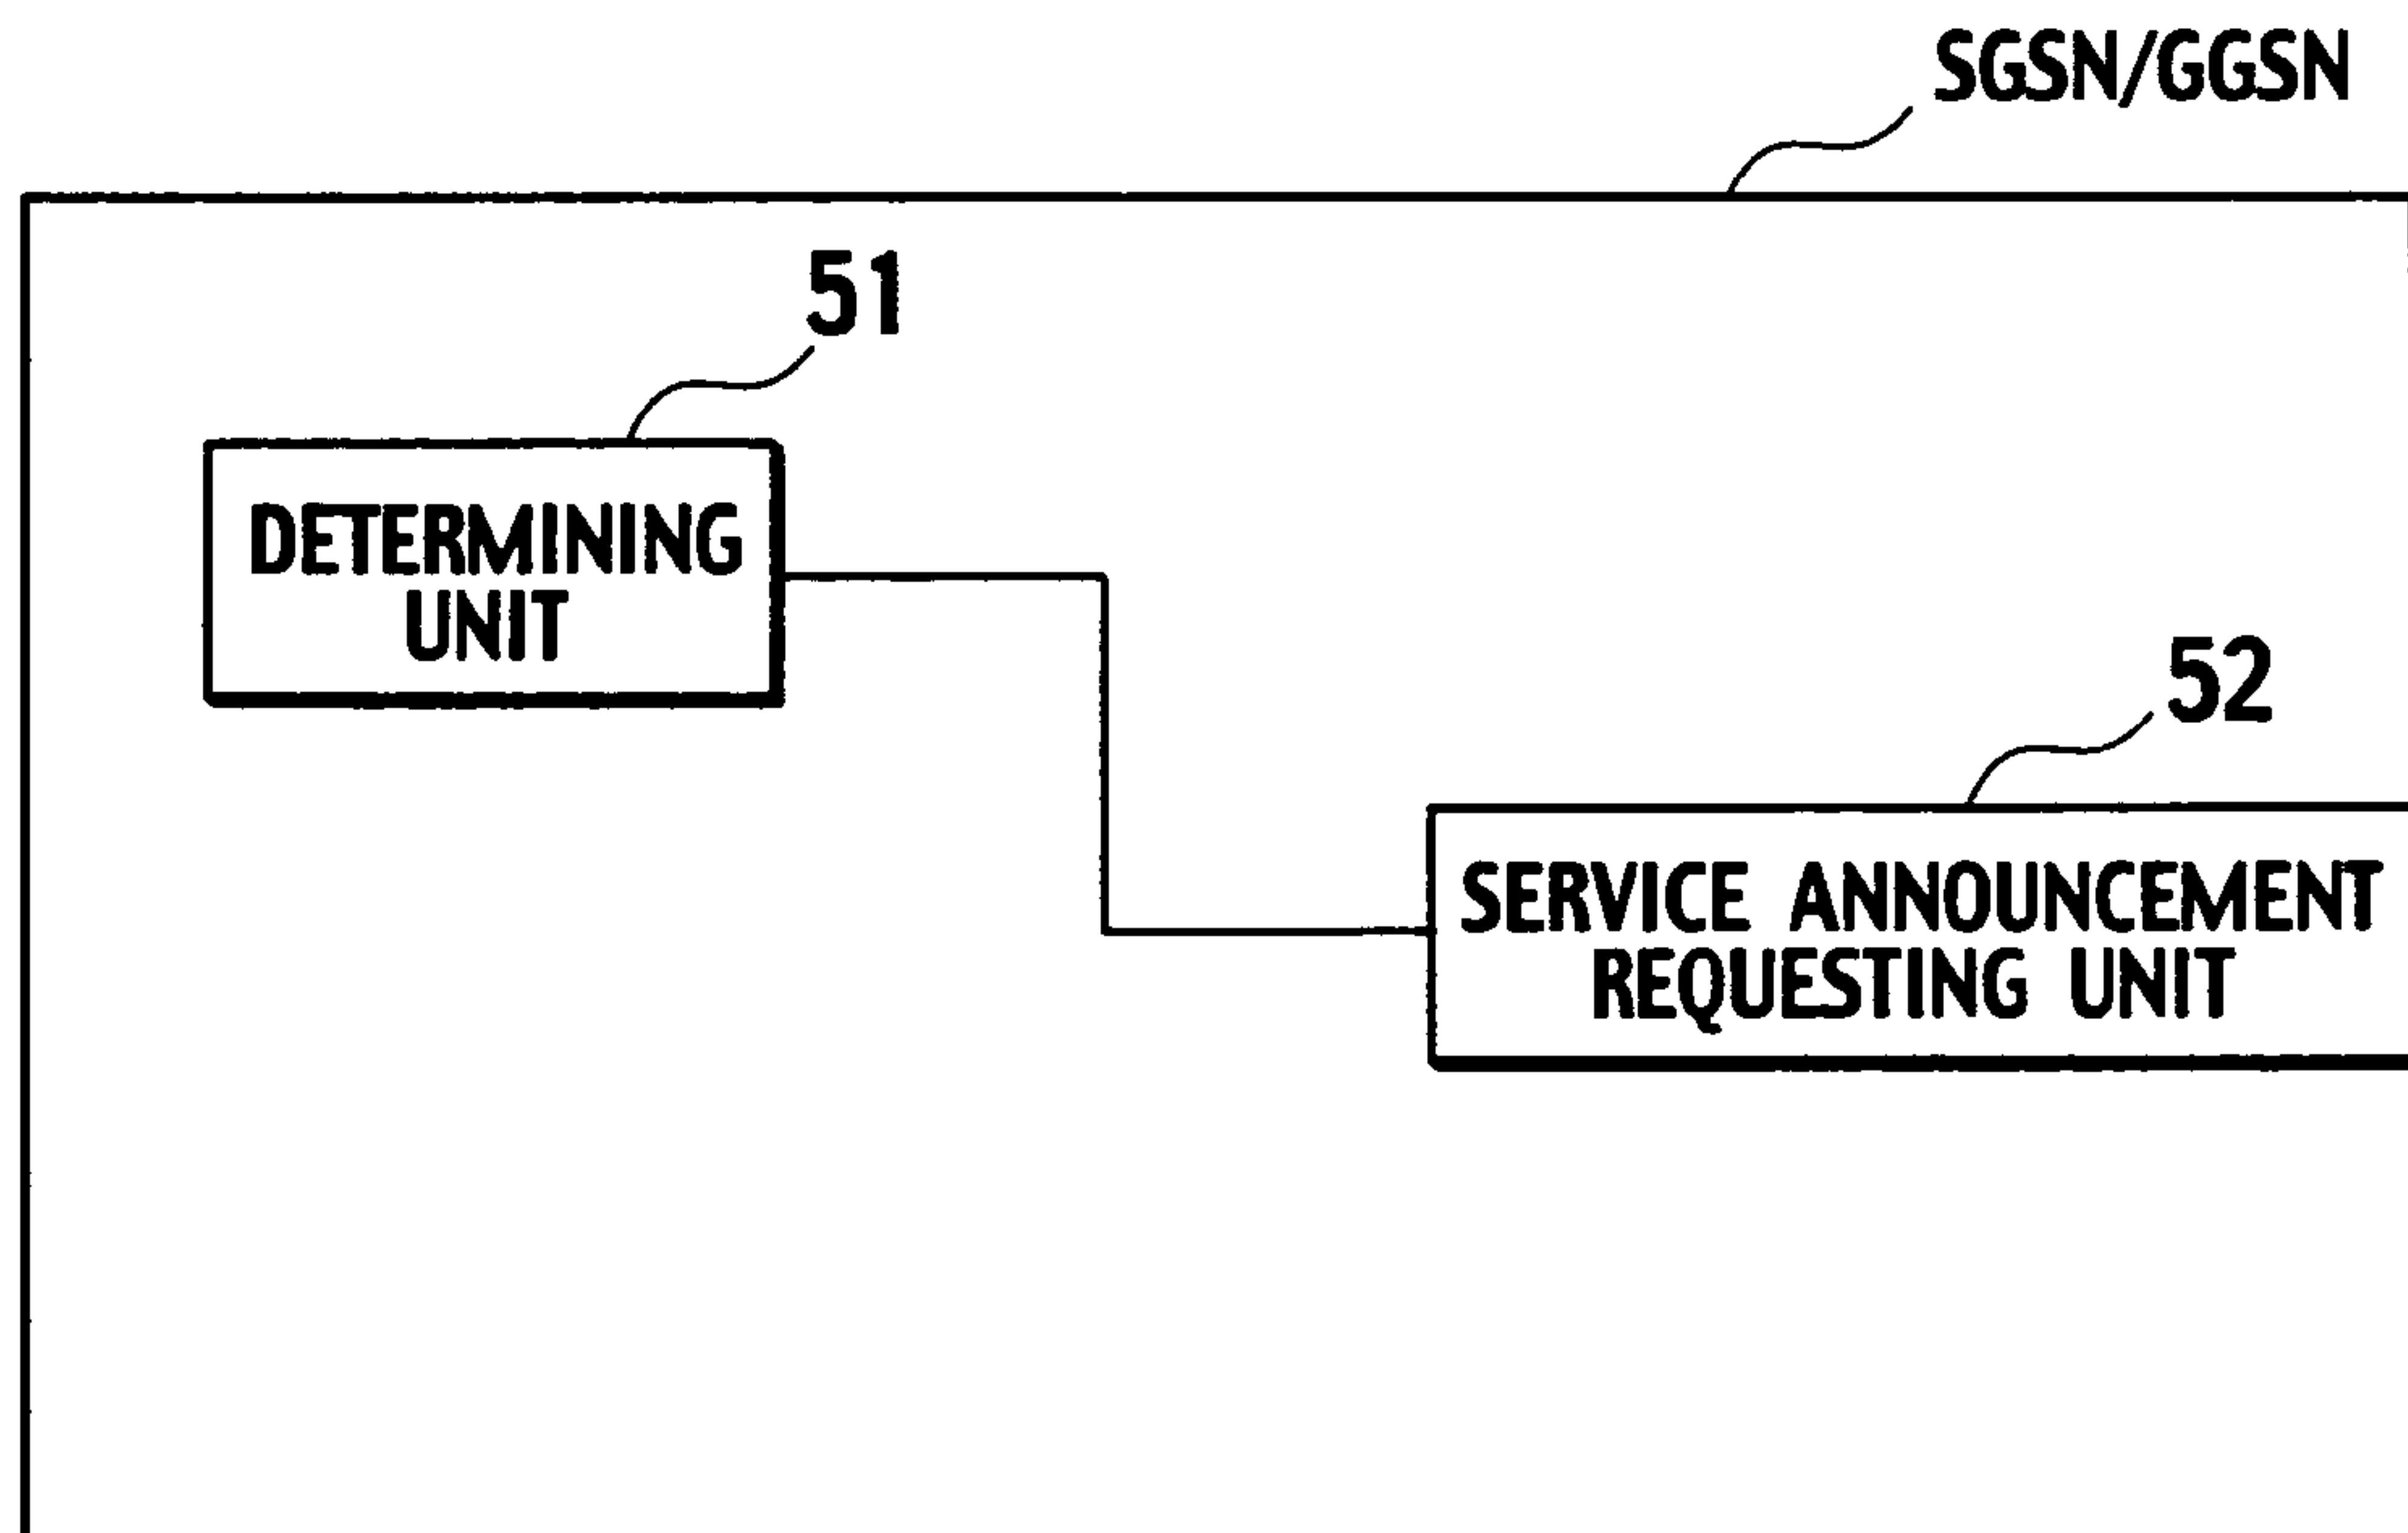 SGSN/GGSN
51
DETERMINING
UNIT
52
SERVICE ANNOUNCEMENT
REQUESTING UNIT